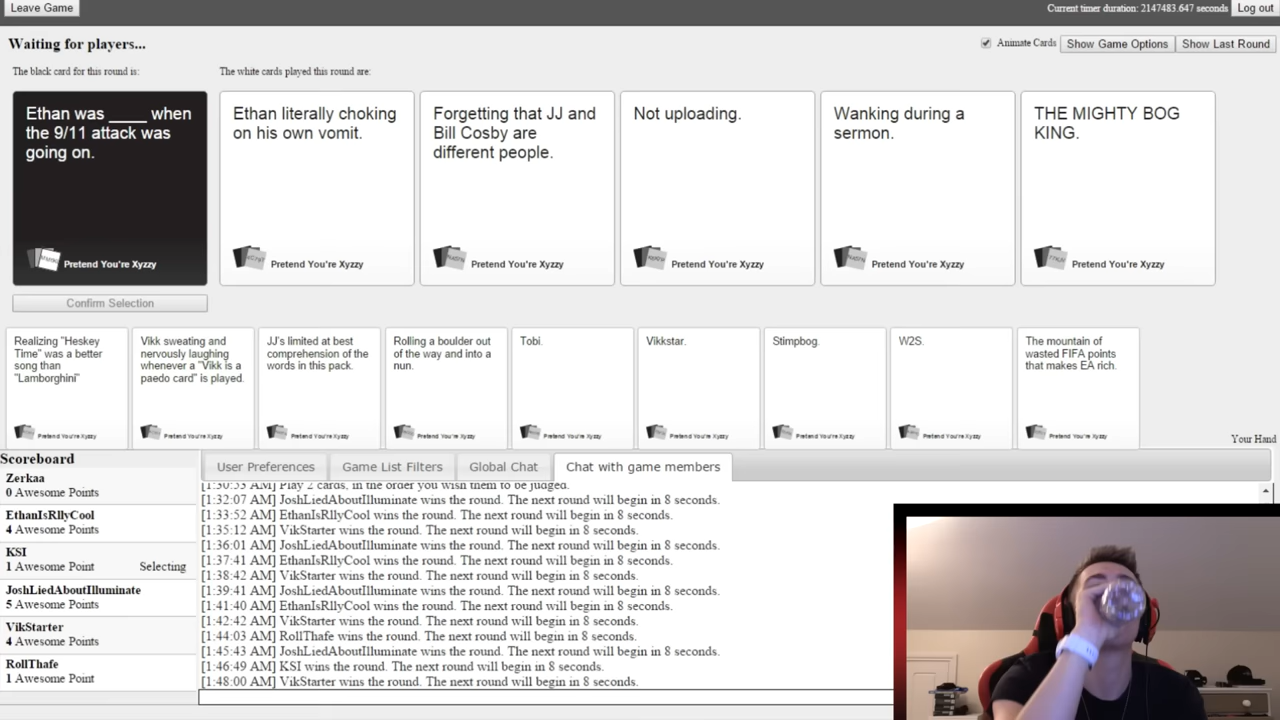 Leave Game
Current timer duration: 2147483.647 seconds
Log out
Waiting for players...
Animate Cards
Show Game Options
Show Last Round
The black card for this round is:
The white cards played this round are:
Ethan was ____ when
the 9/11 attack was
going on.
Pretend You're Xyzzy
Ethan literally choking
on his own vomit.
Pretend You're Xyzzy
Forgetting that JJ and
Bill Cosby are
different people.
Pretend You're Xyzzy
Not uploading.
Pretend You're Xyzzy
Wanking during a
sermon.
Pretend You're Xyzzy
THE MIGHTY BOG
KING.
Pretend You're Xyzzy
Confirm Selection
Realizing "Heskey
Time" was a better
song than
"Lamborghini"
Pretend You're Xyzzy
Vikk sweating and
nervously laughing
whenever a "Vikk is a
paedo card" is played.
Pretend You're Xyzzy
JJ's limited at best
comprehension of the
words in this pack.
Pretend You're Xyzzy
Rolling a boulder out
of the way and into a
nun.
Pretend You're Xyzzy
Tobi.
Pretend You're Xyzzy
Vikkstar.
Pretend You're Xyzzy
Stimpbog.
Pretend You're Xyzzy
W2S.
Pretend You're Xyzzy
The mountain of
wasted FIFA points
that makes EA rich.
Pretend You're Xyzzy
Your Hand
Scoreboard
Zerkaa
0 Awesome Points
EthanIsRllyCool
4 Awesome Points
KSI
1 Awesome Point Selecting
JoshLiedAboutIlluminate
5 Awesome Points
VikStarter
4 Awesome Points
RollThafe
1 Awesome Point
User Preferences
Game List Filters
Global Chat
Chat with game members
[1:30:53 AM] Play 2 cards, in the order you wish them to be judged.
[1:32:07 AM] JoshLiedAboutIlluminate wins the round. The next round will begin in 8 seconds.
[1:33:52 AM] EthanIsRllyCool wins the round. The next round will begin in 8 seconds.
[1:35:12 AM] VikStarter wins the round. The next round will begin in 8 seconds.
[1:36:01 AM] JoshLiedAboutIlluminate wins the round. The next round will begin in 8 seconds.
[1:37:41 AM] EthanIsRllyCool wins the round. The next round will begin in 8 seconds.
[1:38:42 AM] VikStarter wins the round. The next round will begin in 8 seconds.
[1:39:41 AM] JoshLiedAboutIlluminate wins the round. The next round will begin in 8 seconds.
[1:41:40 AM] EthanIsRllyCool wins the round. The next round will begin in 8 seconds.
[1:42:42 AM] VikStarter wins the round. The next round will begin in 8 seconds.
[1:44:03 AM] RollThafe wins the round. The next round will begin in 8 seconds.
[1:45:43 AM] JoshLiedAboutIlluminate wins the round. The next round will begin in 8 seconds.
[1:46:49 AM] KSI wins the round. The next round will begin in 8 seconds.
[1:48:00 AM] VikStarter wins the round. The next round will begin in 8 seconds.